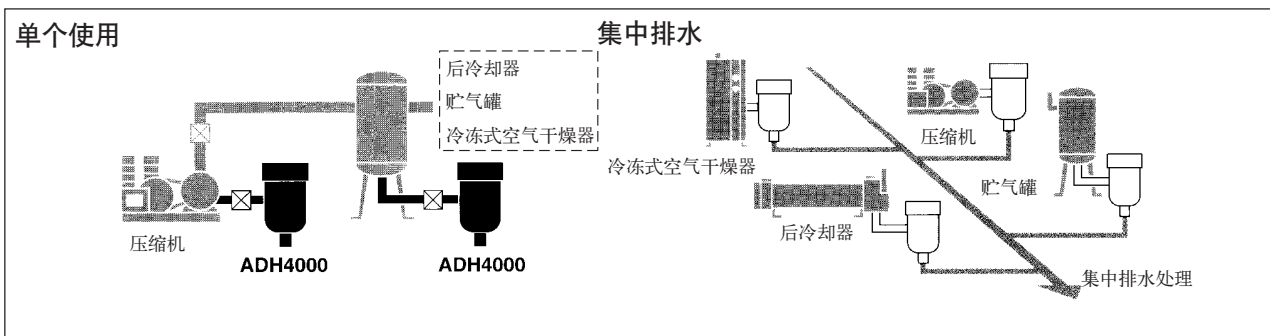 单个使用
后冷却器
贮气罐
冷冻式空气干燥器
压缩机
ADH4000
ADH4000
集中排水
冷冻式空气干燥器
压缩机
贮气罐
后冷却器
集中排水处理